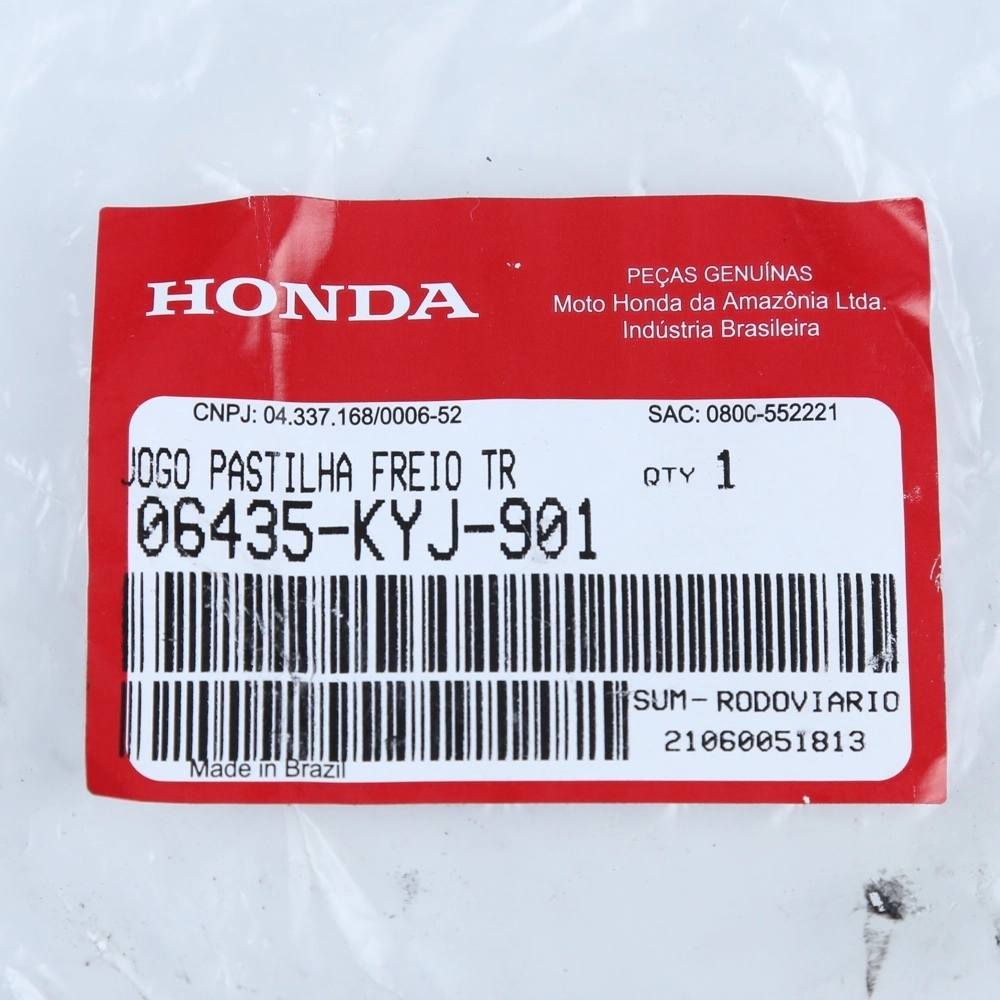 HONDA
PEÇAS GENUÍNAS
Moto Honda da Amazônia Ltda.
Indústria Brasileira
CNPJ: 04.337.168/0006-52
SAC: 0800-552221
JOGO PASTILHA FREIO TR
QTY 1
06435-KYJ-901
SUM-RODOVIARIO
21060051813
Made in Brazil